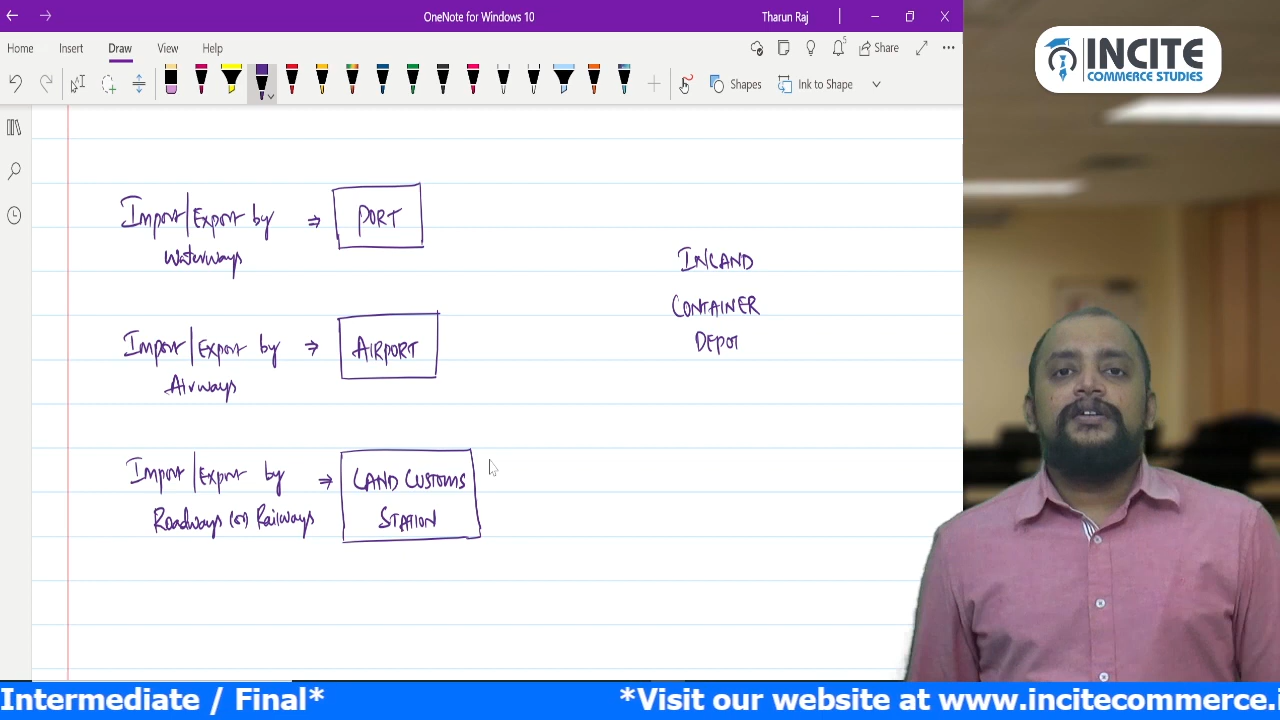 OneNote for Windows 10
Tharun Raj
Home Insert Draw View Help
5
Share
Shapes
Ink to Shape
INCITE
COMMERCE STUDIES
Import|Export by ⇒ PORT
Waterways
INLAND
CONTAINER
DEPOT
Import|Export by ⇒ AIRPORT
Airways
Import|Export by ⇒ LAND CUSTOMS
Roadways (or) Railways STATION
Intermediate / Final* *Visit our website at www.incitecommerce.i